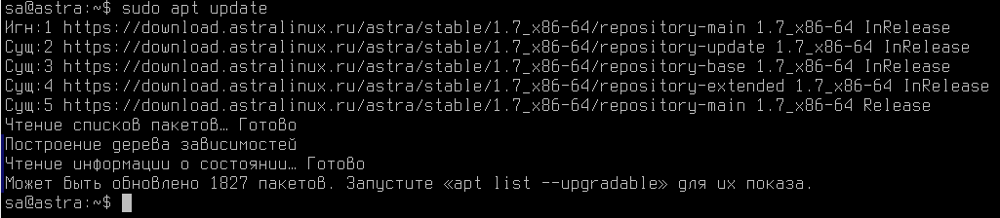 sa@astra:~$ sudo apt update
Игн:1 https://download.astralinux.ru/astra/stable/1.7_x86-64/repository-main 1.7_x86-64 InRelease
Сущ:2 https://download.astralinux.ru/astra/stable/1.7_x86-64/repository-update 1.7_x86-64 InRelease
Сущ:3 https://download.astralinux.ru/astra/stable/1.7_x86-64/repository-base 1.7_x86-64 InRelease
Сущ:4 https://download.astralinux.ru/astra/stable/1.7_x86-64/repository-extended 1.7_x86-64 InRelease
Сущ:5 https://download.astralinux.ru/astra/stable/1.7_x86-64/repository-main 1.7_x86-64 Release
Чтение списков пакетов… Готово
Построение дерева зависимостей
Чтение информации о состоянии… Готово
Может быть обновлено 1827 пакетов. Запустите «apt list --upgradable» для их показа.
sa@astra:~$